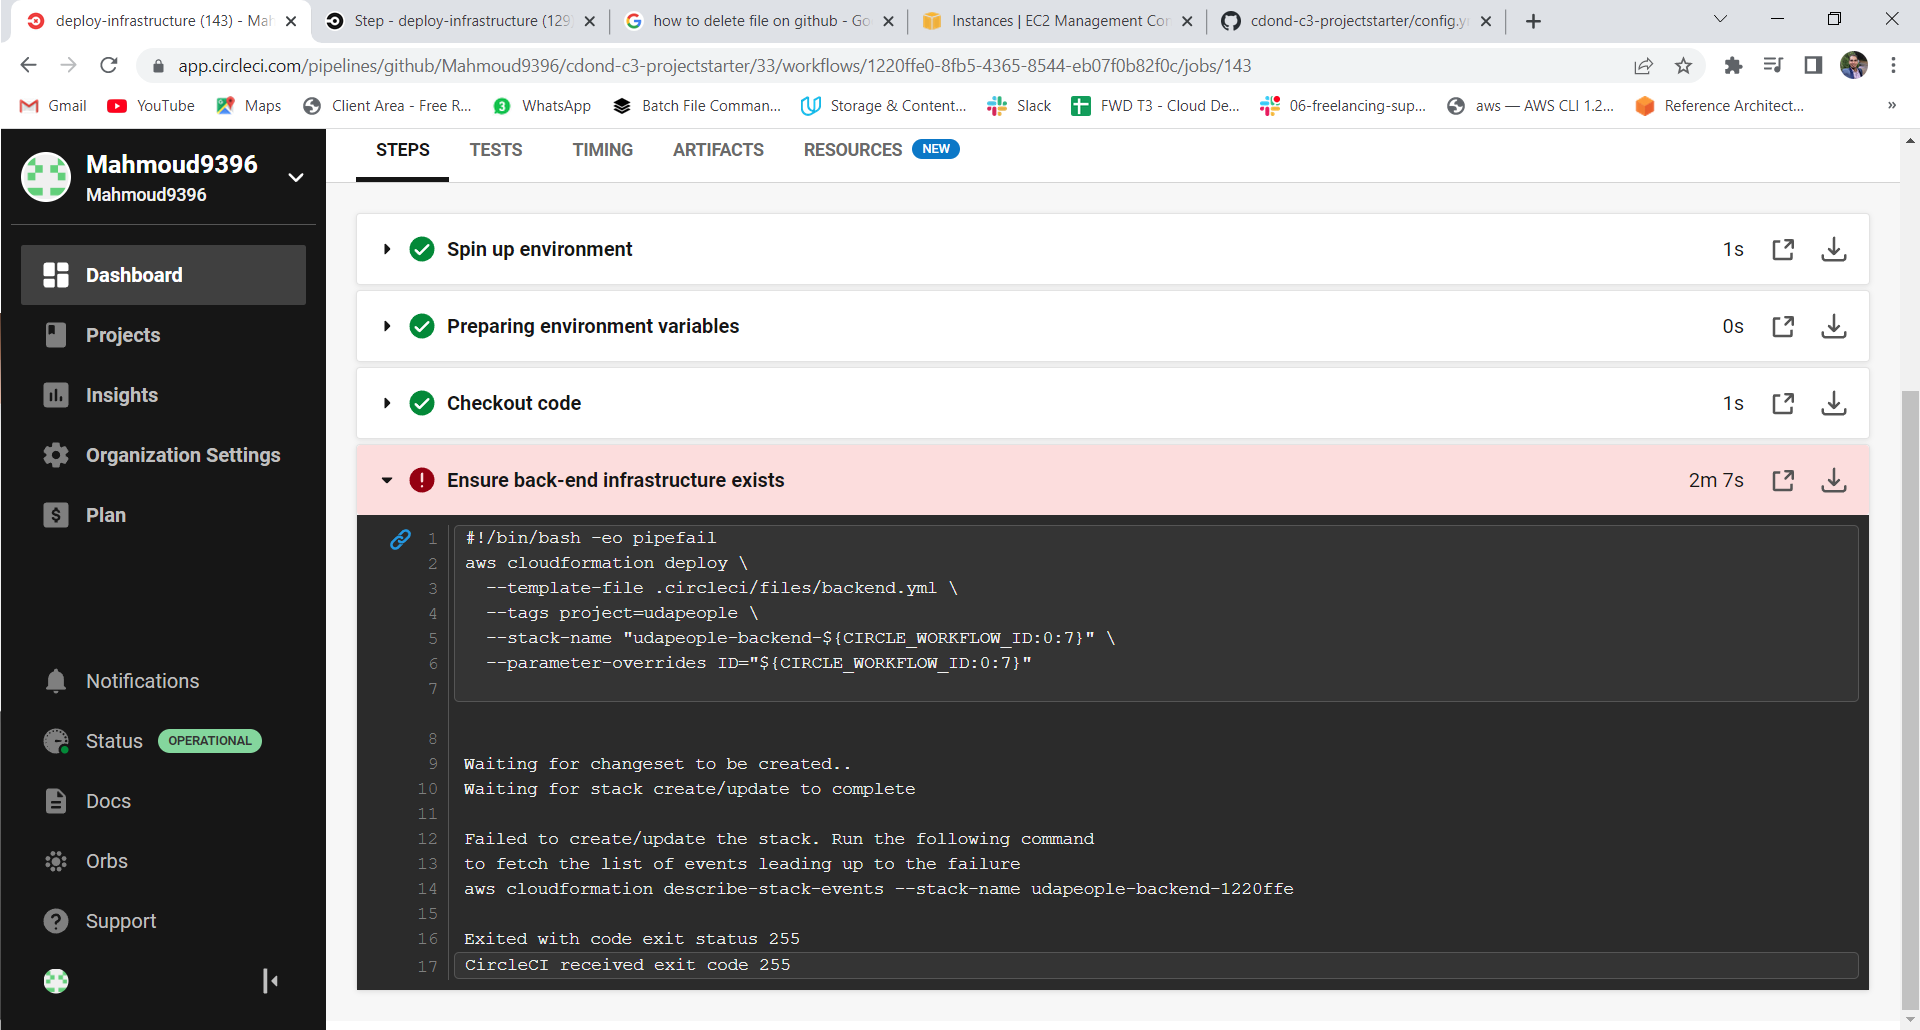 deploy-infrastructure (143) - Mah
Step - deploy-infrastructure (129)
how to delete file on github - Go
Instances | EC2 Management Con
cdond-c3-projectstarter/config.y
app.circleci.com/pipelines/github/Mahmoud9396/cdond-c3-projectstarter/33/workflows/1220ffe0-8fb5-4365-8544-eb07f0b82f0c/jobs/143
Gmail
YouTube
Maps
Client Area - Free R...
3
WhatsApp
Batch File Comman...
Storage & Content...
Slack
FWD T3 - Cloud De...
06-freelancing-sup...
aws — AWS CLI 1.2...
Reference Architect...
»
Mahmoud9396
Mahmoud9396
Dashboard
Projects
Insights
Organization Settings
Plan
Notifications
Status OPERATIONAL
Docs
Orbs
Support
STEPS
TESTS
TIMING
ARTIFACTS
RESOURCES NEW
Spin up environment
1s
Preparing environment variables
0s
Checkout code
1s
Ensure back-end infrastructure exists
2m 7s
1 #!/bin/bash -eo pipefail
2 aws cloudformation deploy \
3 --template-file .circleci/files/backend.yml \
4 --tags project=udapeople \
5 --stack-name "udapeople-backend-${CIRCLE_WORKFLOW_ID:0:7}" \
6 --parameter-overrides ID="${CIRCLE_WORKFLOW_ID:0:7}"
7
8
9 Waiting for changeset to be created..
10 Waiting for stack create/update to complete
11
12 Failed to create/update the stack. Run the following command
13 to fetch the list of events leading up to the failure
14 aws cloudformation describe-stack-events --stack-name udapeople-backend-1220ffe
15
16 Exited with code exit status 255
17 CircleCI received exit code 255